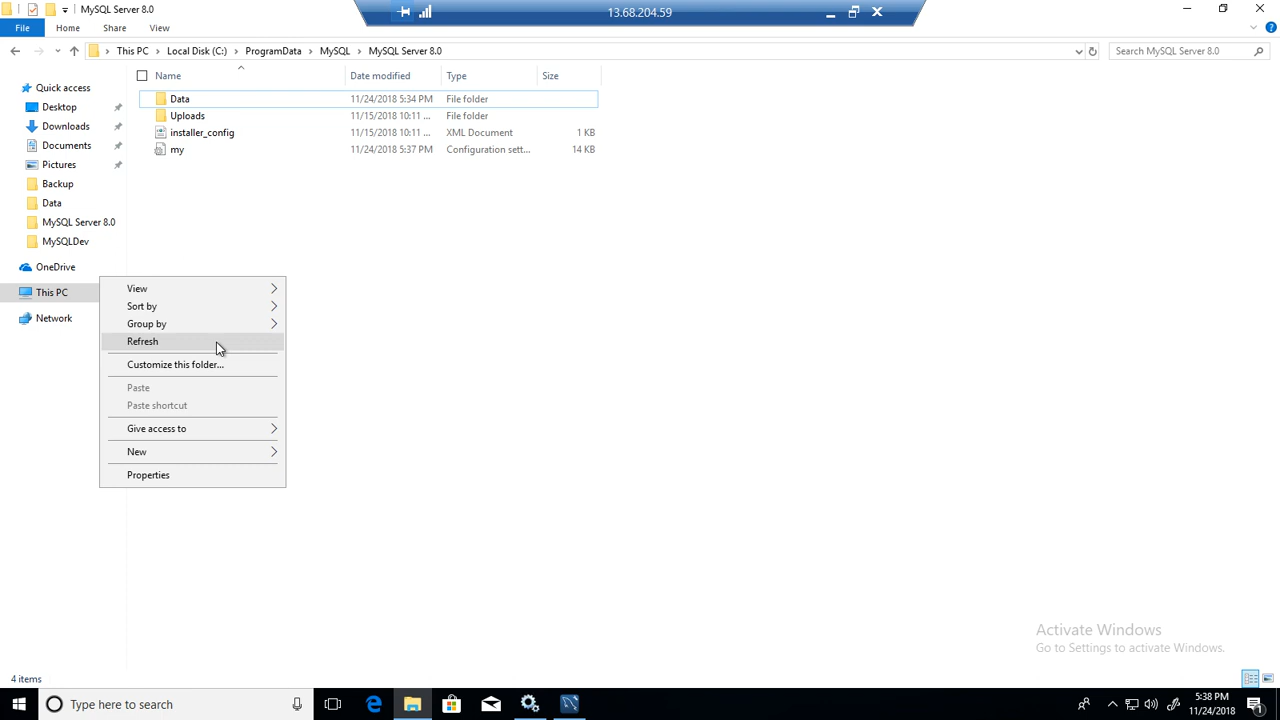 MySQL Server 8.0
13.68.204.59
File Home Share View
This PC Local Disk (C:) ProgramData MySQL MySQL Server 8.0
Search MySQL Server 8.0
Name Date modified Type Size
Quick access
Desktop
Downloads
Documents
Pictures
Backup
Data
MySQL Server 8.0
MySQLDev
OneDrive
This PC
Network
Data 11/24/2018 5:34 PM File folder
Uploads 11/15/2018 10:11 ... File folder
installer_config 11/15/2018 10:11 ... XML Document 1 KB
my 11/24/2018 5:37 PM Configuration sett... 14 KB
View
Sort by
Group by
Refresh
Customize this folder...
Paste
Paste shortcut
Give access to
New
Properties
Activate Windows
Go to Settings to activate Windows.
4 items
Type here to search
5:38 PM
11/24/2018